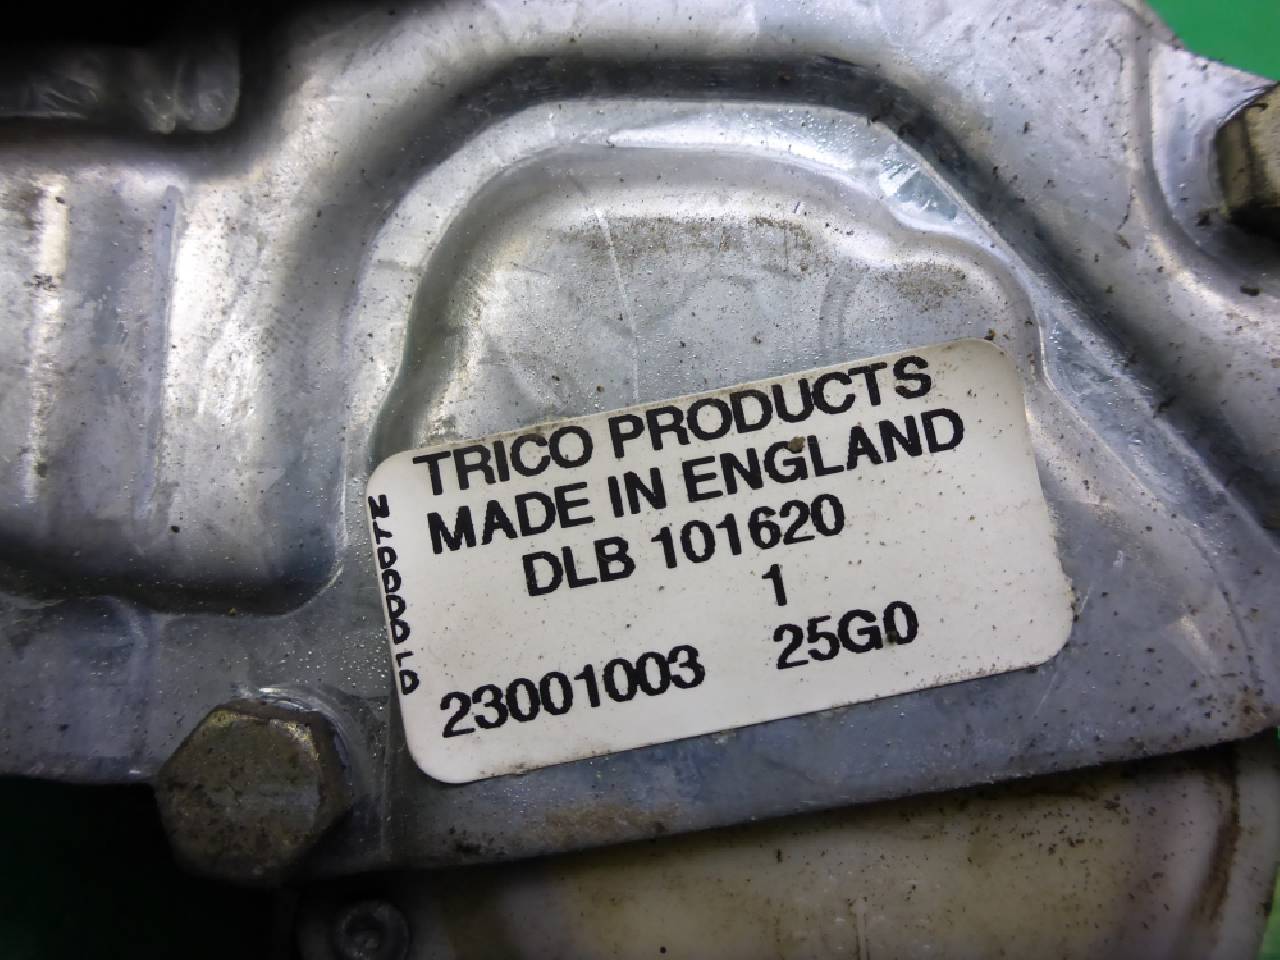 TRICO PRODUCTS
MADE IN ENGLAND
DLB 101620
1
23001003 25G0